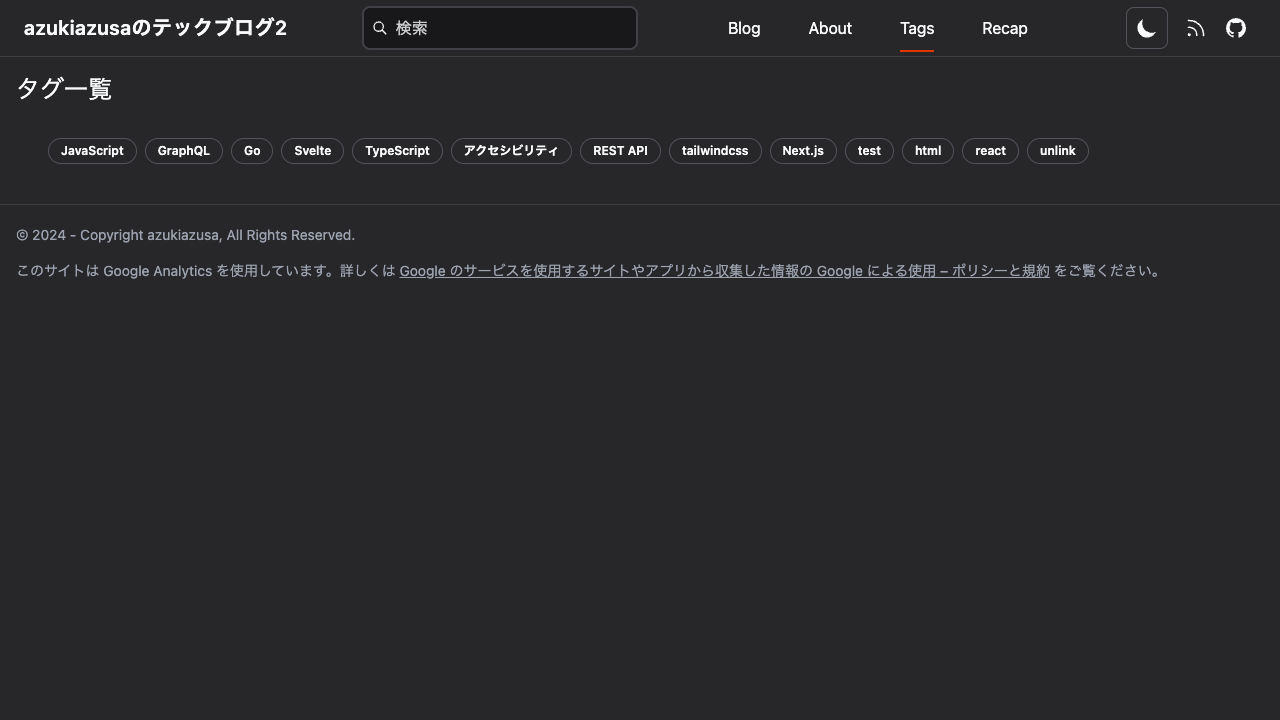 azukiazusaのテックブログ2
検索
Blog About Tags Recap
タグ一覧
JavaScript GraphQL Go Svelte TypeScript アクセシビリティ REST API tailwindcss Next.js test html react unlink
© 2024 - Copyright azukiazusa, All Rights Reserved.
このサイトは Google Analytics を使用しています。詳しくは Google のサービスを使用するサイトやアプリから収集した情報の Google による使用 – ポリシーと規約 をご覧ください。